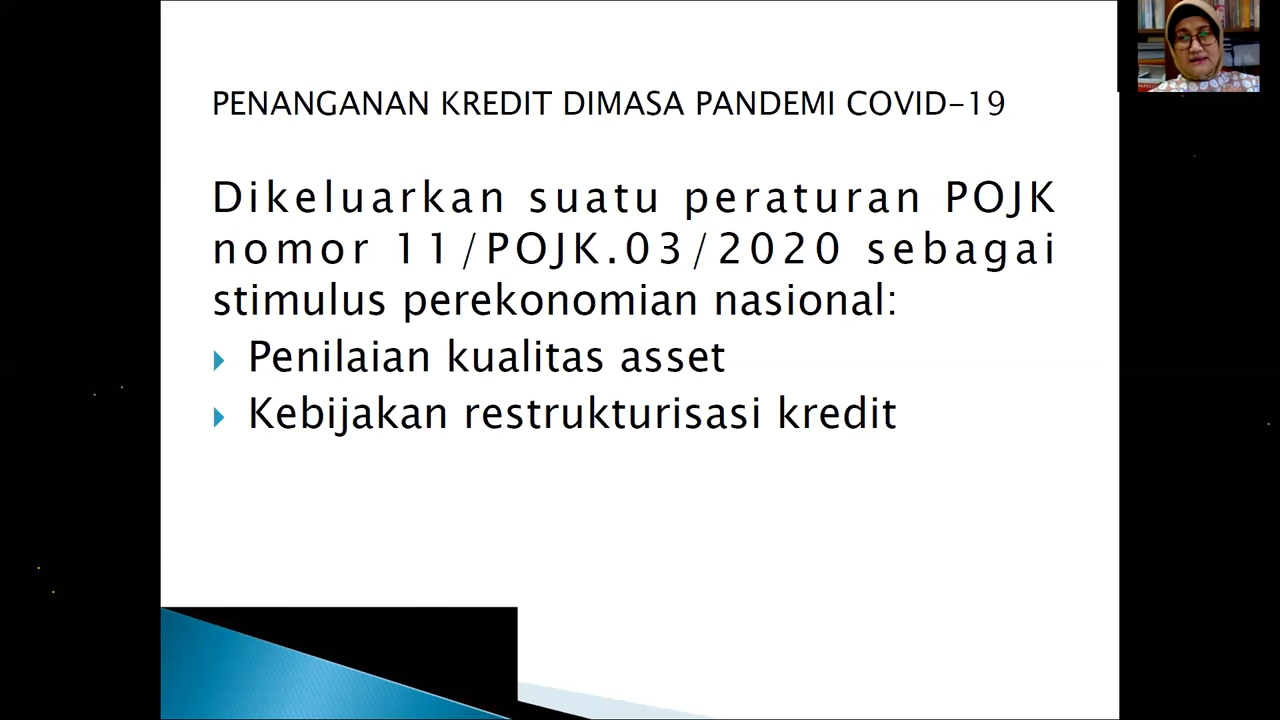 PENANGANAN KREDIT DIMASA PANDEMI COVID-19
Dikeluarkan suatu peraturan POJK
nomor 11/POJK.03/2020 sebagai
stimulus perekonomian nasional:
Penilaian kualitas asset
Kebijakan restrukturisasi kredit